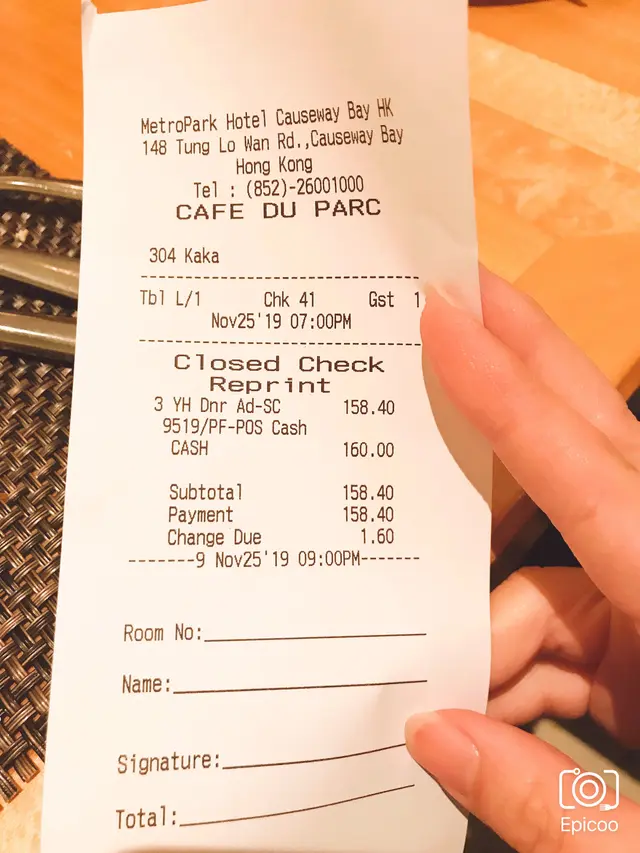 MetroPark Hotel Causeway Bay HK
148 Tung Lo Wan Rd.,Causeway Bay
Hong Kong
Tel : (852)-26001000
CAFE DU PARC
304 Kaka
Tbl L/1 Chk 41 Gst 1
Nov25'19 07:00PM
Closed Check
Reprint
3 YH Dnr Ad-SC 158.40
9519/PF-POS Cash
CASH 160.00
Subtotal 158.40
Payment 158.40
Change Due 1.60
-------9 Nov25'19 09:00PM-------
Room No:
Name:
Signature:
Total:
Epicoo